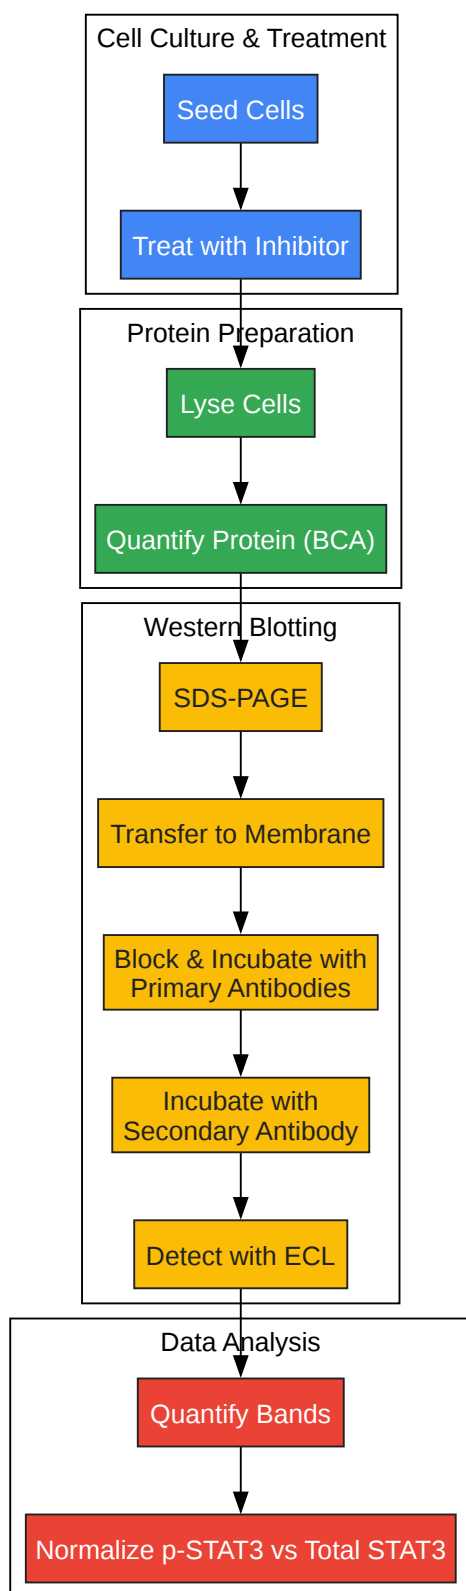 Cell Culture & Treatment
Seed Cells
Treat with Inhibitor
Protein Preparation
Lyse Cells
Quantify Protein (BCA)
Western Blotting
SDS-PAGE
Transfer to Membrane
Block & Incubate with
Primary Antibodies
Incubate with
Secondary Antibody
Detect with ECL
Data Analysis
Quantify Bands
Normalize p-STAT3 vs Total STAT3